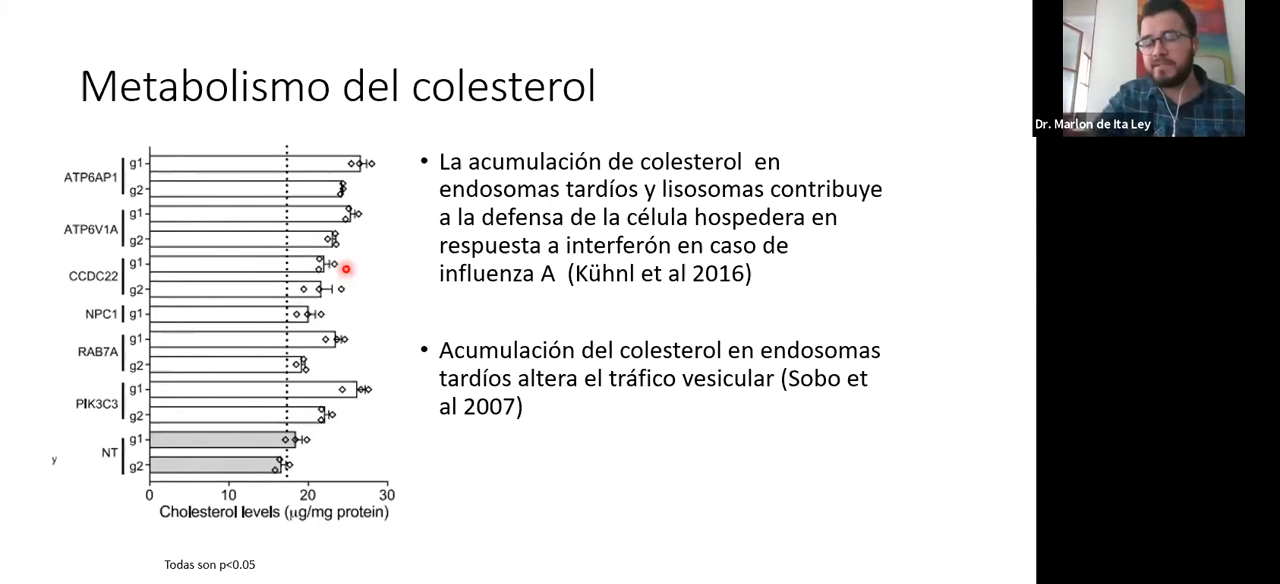 Metabolismo del colesterol
ATP6AP1
g1
g2
ATP6V1A
g1
g2
CCDC22
g1
g2
NPC1
g1
RAB7A
g1
g2
PIK3C3
g1
g2
NT
g1
g2
y
0 10 20 30
Cholesterol levels (µg/mg protein)
Todas son p<0.05
• La acumulación de colesterol en
endosomas tardíos y lisosomas contribuye
a la defensa de la célula hospedera en
respuesta a interferón en caso de
influenza A (Kühnl et al 2016)
• Acumulación del colesterol en endosomas
tardíos altera el tráfico vesicular (Sobo et
al 2007)
Dr. Marlon de Ita Ley